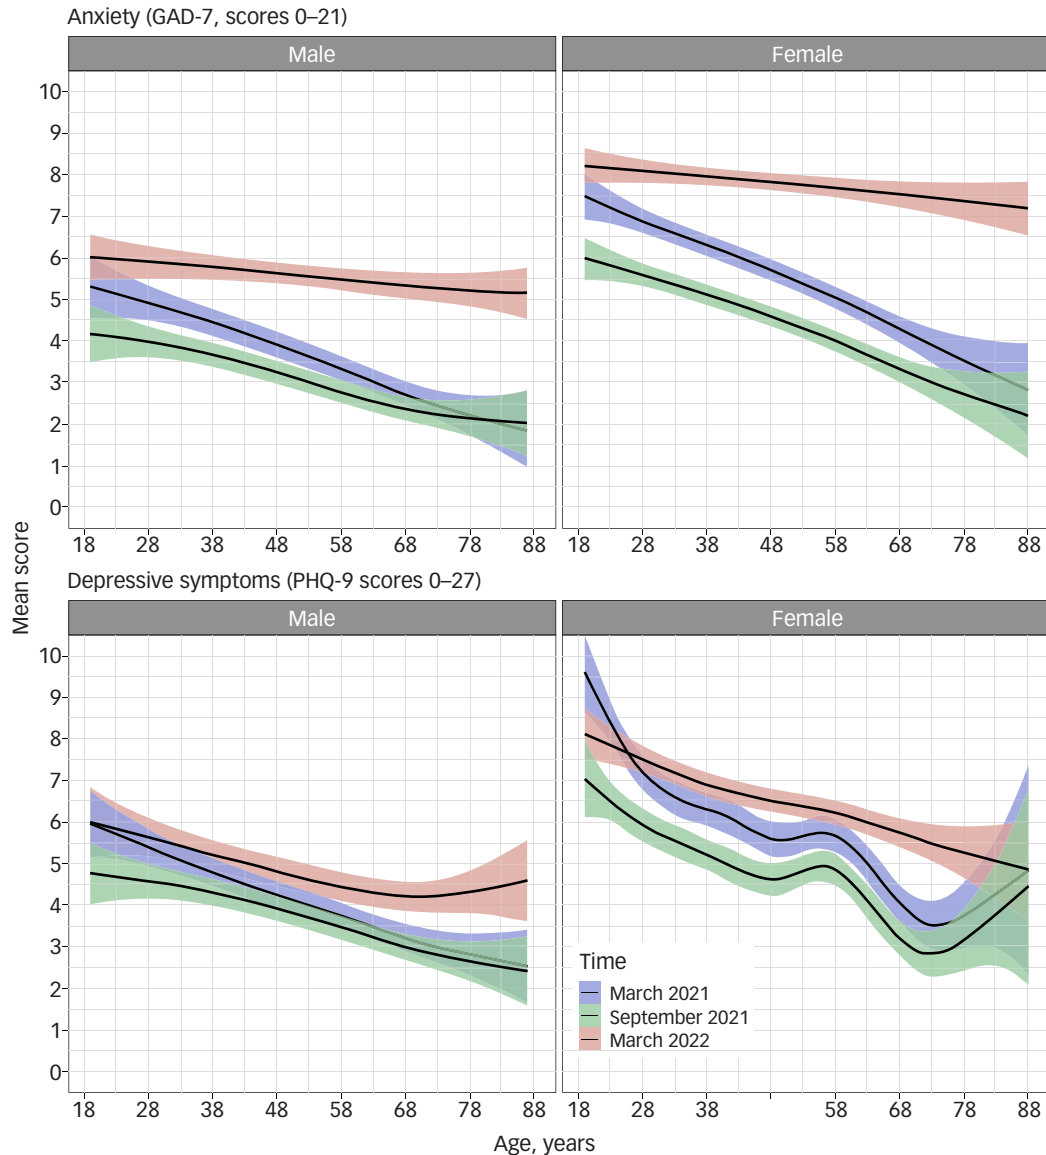 Anxiety (GAD-7, scores 0–21)
Male Female
10
9
8
7
6
5
4
3
2
1
0
18 28 38 48 58 68 78 88 18 28 38 48 58 68 78 88
Mean score
Depressive symptoms (PHQ-9 scores 0–27)
Male Female
10
9
8
7
6
5
4
3
2
1
0
Time
March 2021
September 2021
March 2022
18 28 38 48 58 68 78 88 18 28 38 58 68 78 88
Age, years